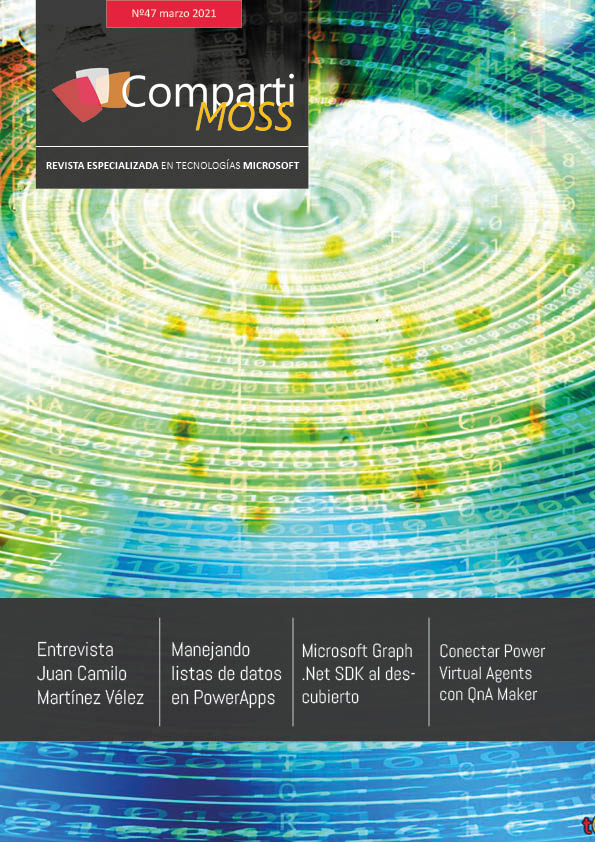 Nº47 marzo 2021
Comparti
MOSS
REVISTA ESPECIALIZADA EN TECNOLOGÍAS MICROSOFT
Entrevista
Juan Camilo
Martínez Vélez
Manejando
listas de datos
en PowerApps
Microsoft Graph
.Net SDK al des-
cubierto
Conectar Power
Virtual Agents
con QnA Maker